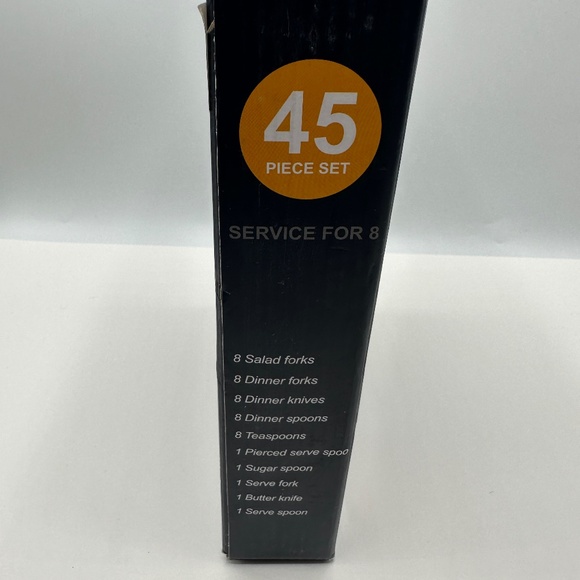 45
PIECE SET
SERVICE FOR 8
8 Salad forks
8 Dinner forks
8 Dinner knives
8 Dinner spoons
8 Teaspoons
1 Pierced serve spoo
1 Sugar spoon
1 Serve fork
1 Butter knife
1 Serve spoon